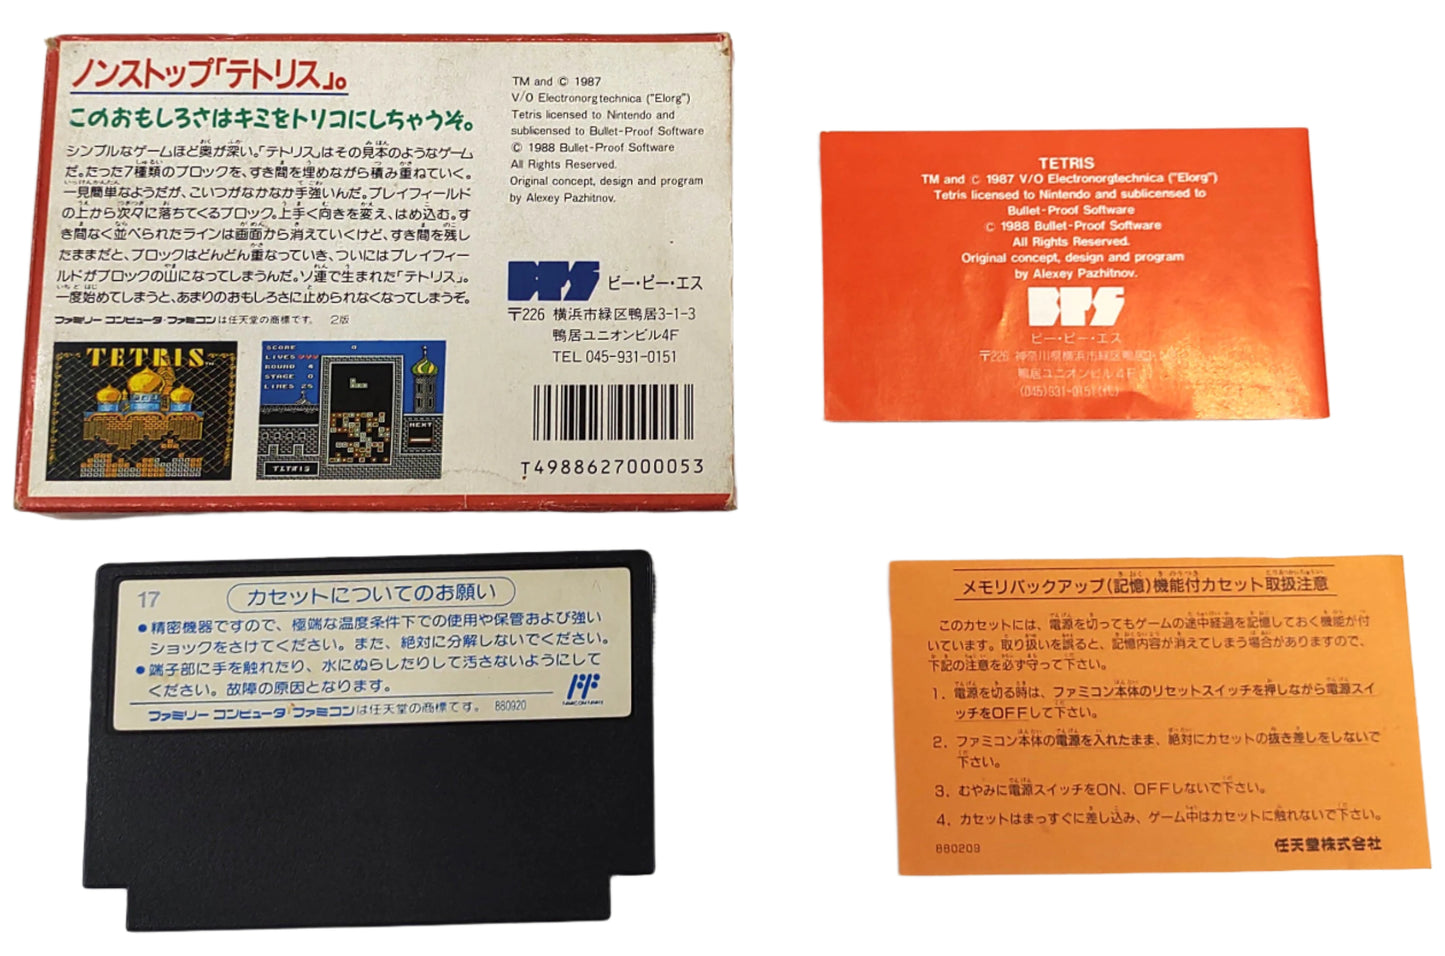 ノンストップ「テトリス」。
このおもしろさはキミをトリコにしちゃうぞ。
シンプルなゲームほど奥が深い。「テトリス」はその見本のようなゲーム
だ。たった7種類のブロックを、すき間を埋めながら積み重ねていく。
一見簡単なようだが、こいつがなかなか手強いんだ。プレイフィールド
の上から次々に落ちてくるブロック。上手く向きを変え、はめ込む。す
き間なく並べられたラインは画面から消えていくけど、すき間を残し
たままだと、ブロックはどんどん重なっていき、ついにはプレイフィー
ルドがブロックの山になってしまうんだ。ソ連で生まれた「テトリス」。
一度始めてしまうと、あまりのおもしろさに止められなくなってしまうぞ。
ファミリー コンピュータ・ファミコンは任天堂の商標です。 2版
TETRIS
SCORE 0
LIVES
ROUND 4
STAGE 0
LINES 25
NEXT
TETRIS
TM and © 1987
V/O Electronorgtechnica ("Elorg")
Tetris licensed to Nintendo and
sublicensed to Bullet-Proof Software
© 1988 Bullet-Proof Software
All Rights Reserved.
Original concept, design and program
by Alexey Pazhitnov.
BPS ビー・ピー・エス
〒226 横浜市緑区鴨居3-1-3
鴨居ユニオンビル4F
TEL 045-931-0151
T4988627000053
TETRIS
TM and © 1987 V/O Electronorgtechnica ("Elorg")
Tetris licensed to Nintendo and sublicensed to
Bullet-Proof Software
© 1988 Bullet-Proof Software
All Rights Reserved.
Original concept, design and program
by Alexey Pazhitnov.
BPS
ビー・ピー・エス
〒226 神奈川県横浜市緑区鴨居3-
鴨居ユニオンビル4F
(045)931-0151(代)
17
カセットについてのお願い
●精密機器ですので、極端な温度条件下での使用や保管および強い
ショックをさけてください。また、絶対に分解しないでください。
●端子部に手を触れたり、水にぬらしたりして汚さないようにして
ください。故障の原因となります。
ファミリー コンピュータ・ファミコンは任天堂の商標です。 880920
FF
FAMICOM FAMILY
メモリバックアップ(記憶)機能付カセット取扱注意
このカセットには、電源を切ってもゲームの途中経過を記憶しておく機能が付
いています。取り扱いを誤ると、記憶内容が消えてしまう場合がありますので、
下記の注意を必ず守って下さい。
1. 電源を切る時は、ファミコン本体のリセットスイッチを押しながら電源スイ
ッチをOFFして下さい。
2. ファミコン本体の電源を入れたまま、絶対にカセットの抜き差しをしないで
下さい。
3. むやみに電源スイッチをON、OFFしないで下さい。
4. カセットはまっすぐに差し込み、ゲーム中はカセットに触れないで下さい。
880209
任天堂株式会社